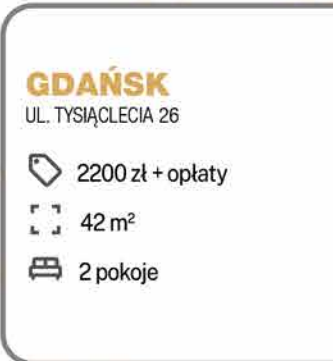 GDAŃSK
UL. TYSIĄCLECIA 26
2200 zł + opłaty
42 m²
2 pokoje